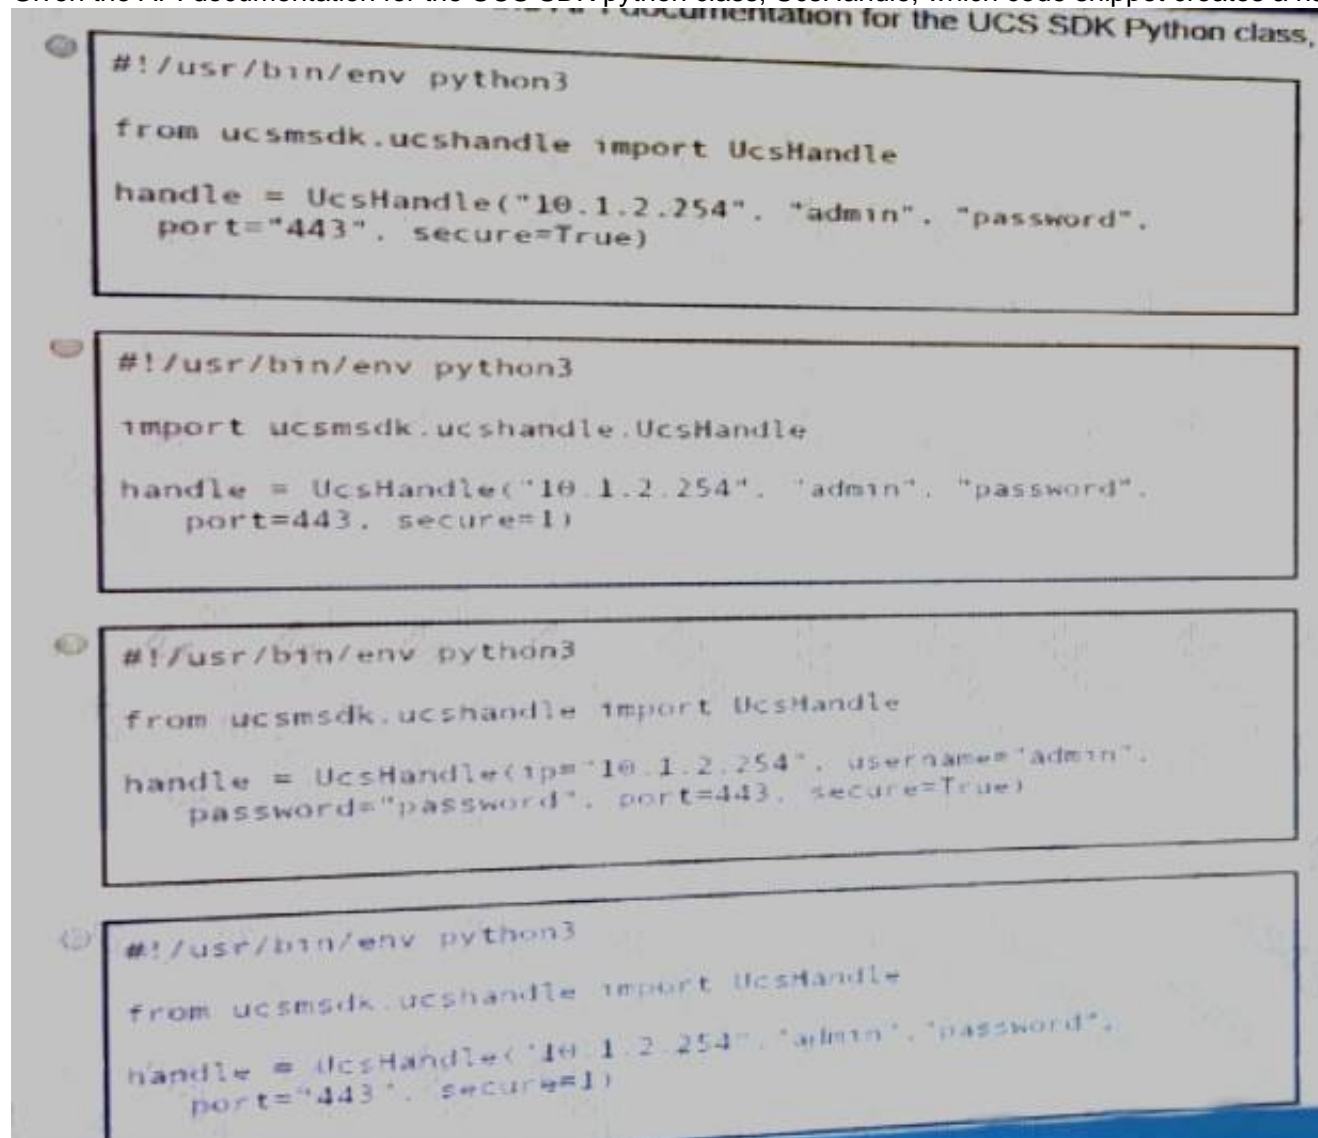 documentation for the UCS SDK Python class,
#!/usr/bin/env python3
from ucsmsdk.ucshandle import UcsHandle
handle = UcsHandle("10.1.2.254", "admin", "password",
port="443", secure=True)
#!/usr/bin/env python3
import ucsmsdk.ucshandle.UcsHandle
handle = UcsHandle("10.1.2.254", "admin", "password",
port=443, secure=1)
#!/usr/bin/env python3
from ucsmsdk.ucshandle import UcsHandle
handle = UcsHandle(ip="10.1.2.254", username="admin",
password="password", port=443, secure=True)
#!/usr/bin/env python3
from ucsmsdk.ucshandle import UcsHandle
handle = UcsHandle("10.1.2.254","admin","password",
port="443", secure=1)